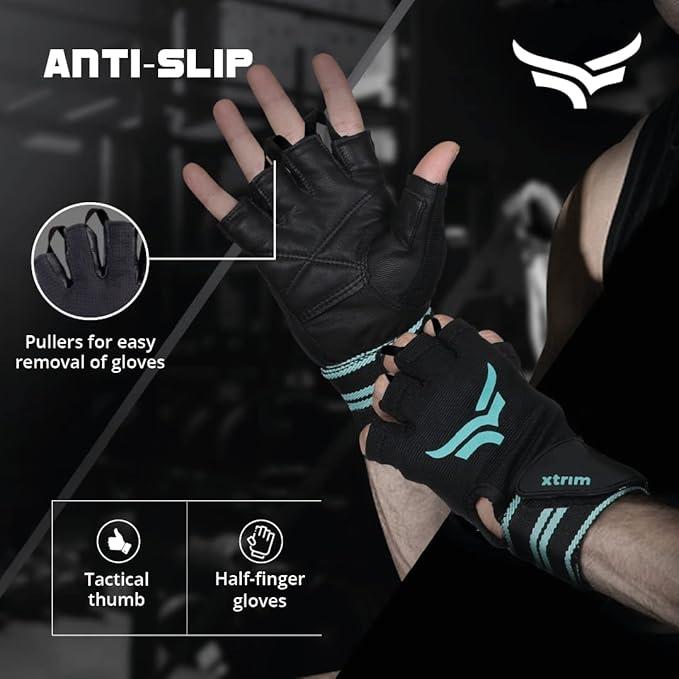 ANTI-SLIP
Pullers for easy
removal of gloves
xtrim
Tactical
thumb
Half-finger
gloves